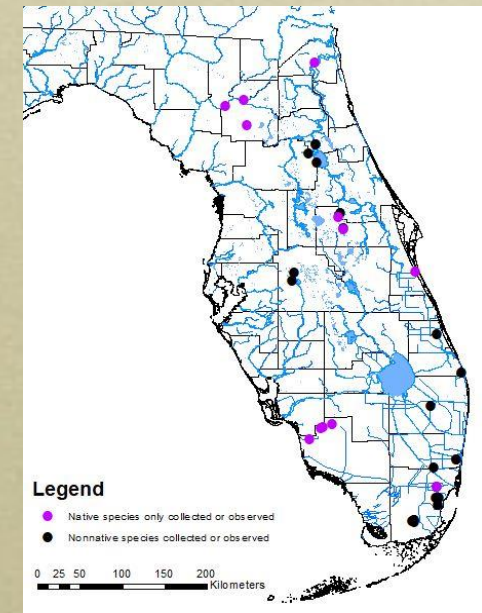 Legend
Native species only collected or observed
Nonnative species collected or observed
0 25 50 100 150 200
Kilometers